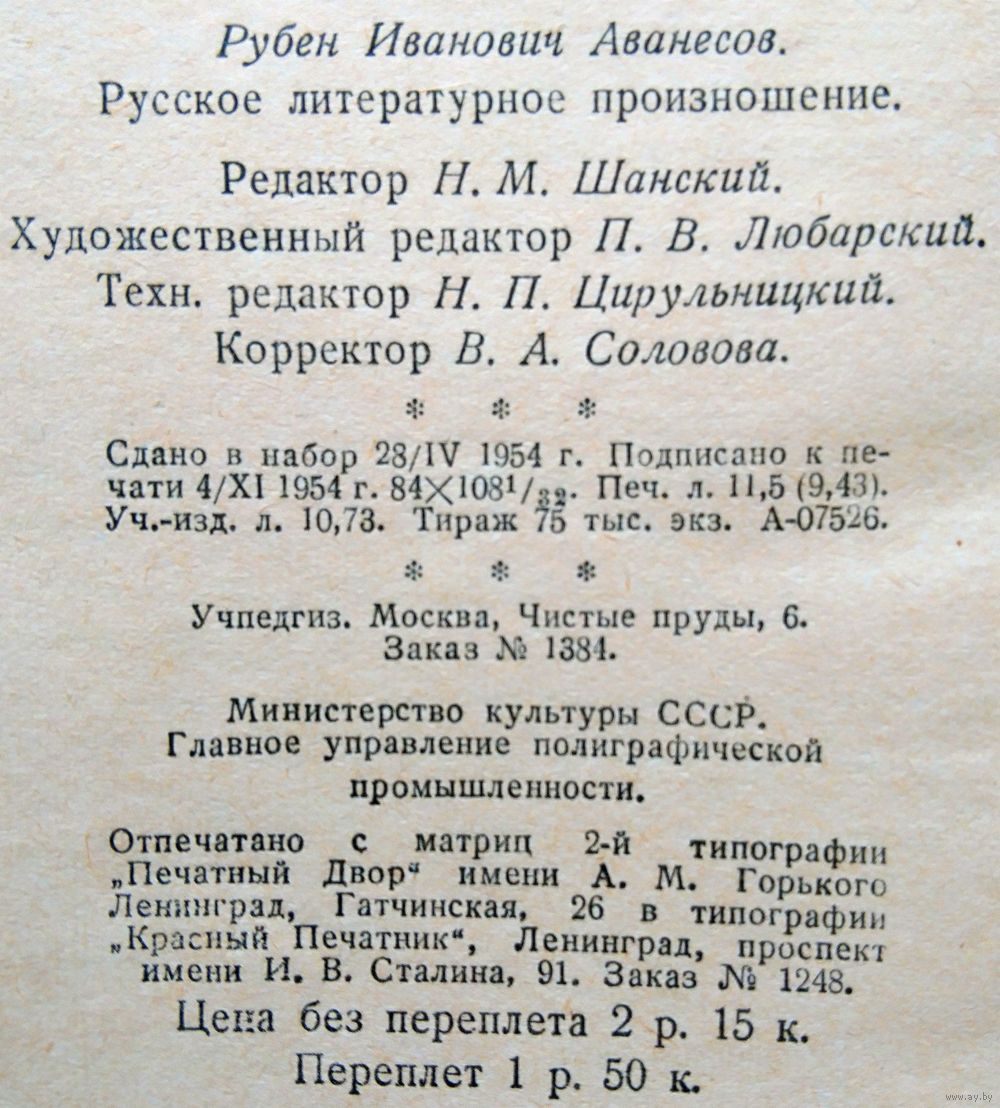 Рубен Иванович Аванесов.
Русское литературное произношение.
Редактор Н. М. Шанский.
Художественный редактор П. В. Любарский.
Техн. редактор Н. П. Цирульницкий.
Корректор В. А. Соловова.
* * *
Сдано в набор 28/IV 1954 г. Подписано к пе-
чати 4/XI 1954 г. 84×108¹/₃₂. Печ. л. 11,5 (9,43).
Уч.-изд. л. 10,73. Тираж 75 тыс. экз. А-07526.
* * *
Учпедгиз. Москва, Чистые пруды, 6.
Заказ № 1384.
Министерство культуры СССР.
Главное управление полиграфической
промышленности.
Отпечатано с матриц 2-й типографии
„Печатный Двор“ имени А. М. Горького
Ленинград, Гатчинская, 26 в типографии
„Красный Печатник“, Ленинград, проспект
имени И. В. Сталина, 91. Заказ № 1248.
Цена без переплета 2 р. 15 к.
Переплет 1 р. 50 к.
www.ay.by